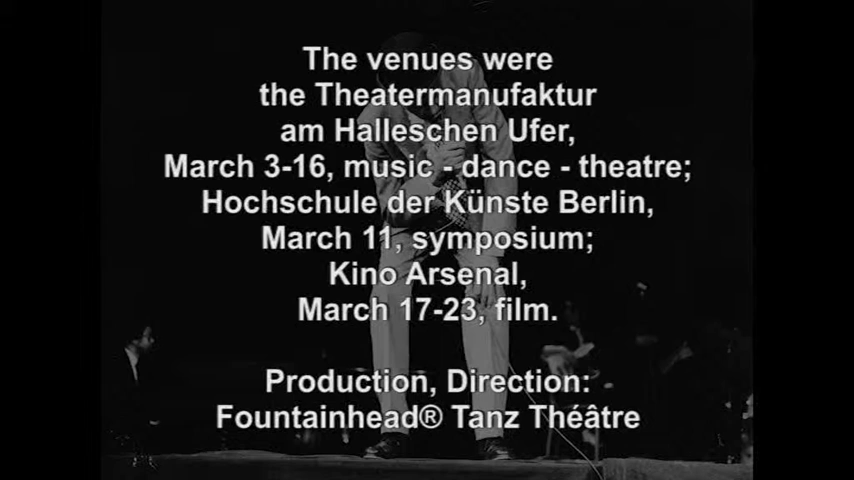 The venues were
the Theatermanufaktur
am Halleschen Ufer,
March 3-16, music - dance - theatre;
Hochschule der Künste Berlin,
March 11, symposium;
Kino Arsenal,
March 17-23, film.
Production, Direction:
Fountainhead® Tanz Théâtre